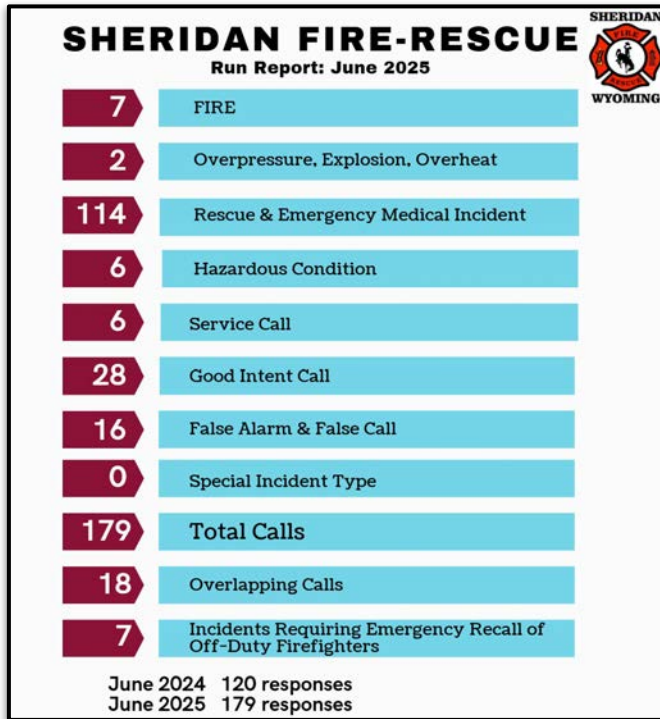 SHERIDAN FIRE-RESCUE
Run Report: June 2025
SHERIDAN
FIRE
RESCUE
WYOMING
7 FIRE
2 Overpressure, Explosion, Overheat
114 Rescue & Emergency Medical Incident
6 Hazardous Condition
6 Service Call
28 Good Intent Call
16 False Alarm & False Call
0 Special Incident Type
179 Total Calls
18 Overlapping Calls
7 Incidents Requiring Emergency Recall of
Off-Duty Firefighters
June 2024 120 responses
June 2025 179 responses